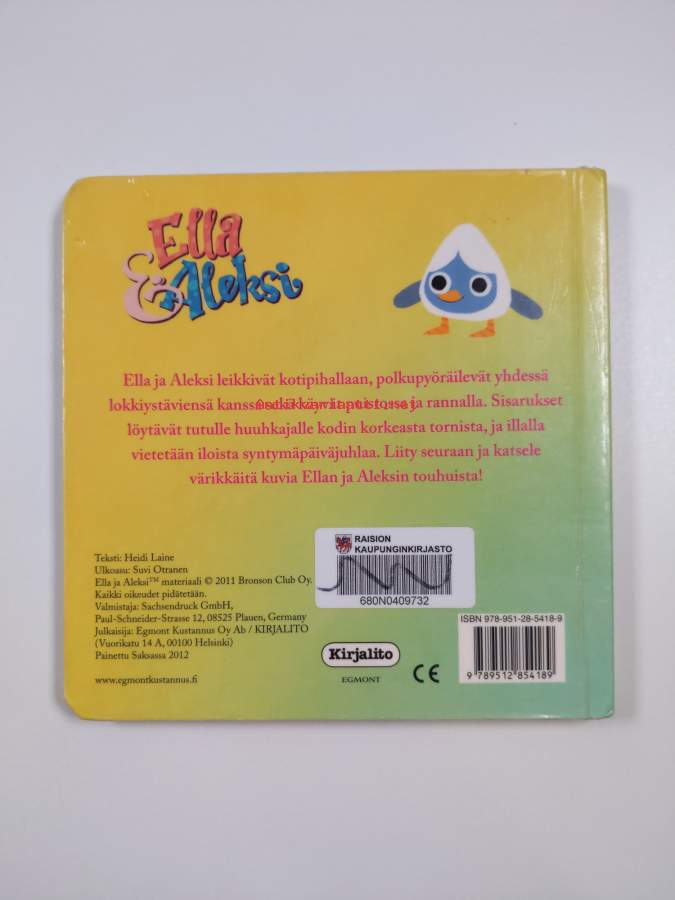 Ella
& Aleksi
Ella ja Aleksi leikkivät kotipihallaan, polkupyöräilevät yhdessä
lokkiystäviensä kanssa sekä käyvät puistossa ja rannalla. Sisarukset
löytävät tutulle huuhkajalle kodin korkeasta tornista, ja illalla
vietetään iloista syntymäpäiväjuhlaa. Liity seuraan ja katsele
värikkäitä kuvia Ellan ja Aleksin touhuista!
RAISION
KAUPUNGINKIRJASTO
680N0409732
Teksti: Heidi Laine
Ulkoasu: Suvi Otranen
Ella ja Aleksi™ materiaali © 2011 Bronson Club Oy.
Kaikki oikeudet pidätetään.
Valmistaja: Sachsendruck GmbH,
Paul-Schneider-Strasse 12, 08525 Plauen, Germany
Julkaisija: Egmont Kustannus Oy Ab / KIRJALITO
(Vuorikatu 14 A, 00100 Helsinki)
Painettu Saksassa 2012
www.egmontkustannus.fi
Kirjalito
EGMONT
CE
ISBN 978-951-28-5418-9
9 789512 854189